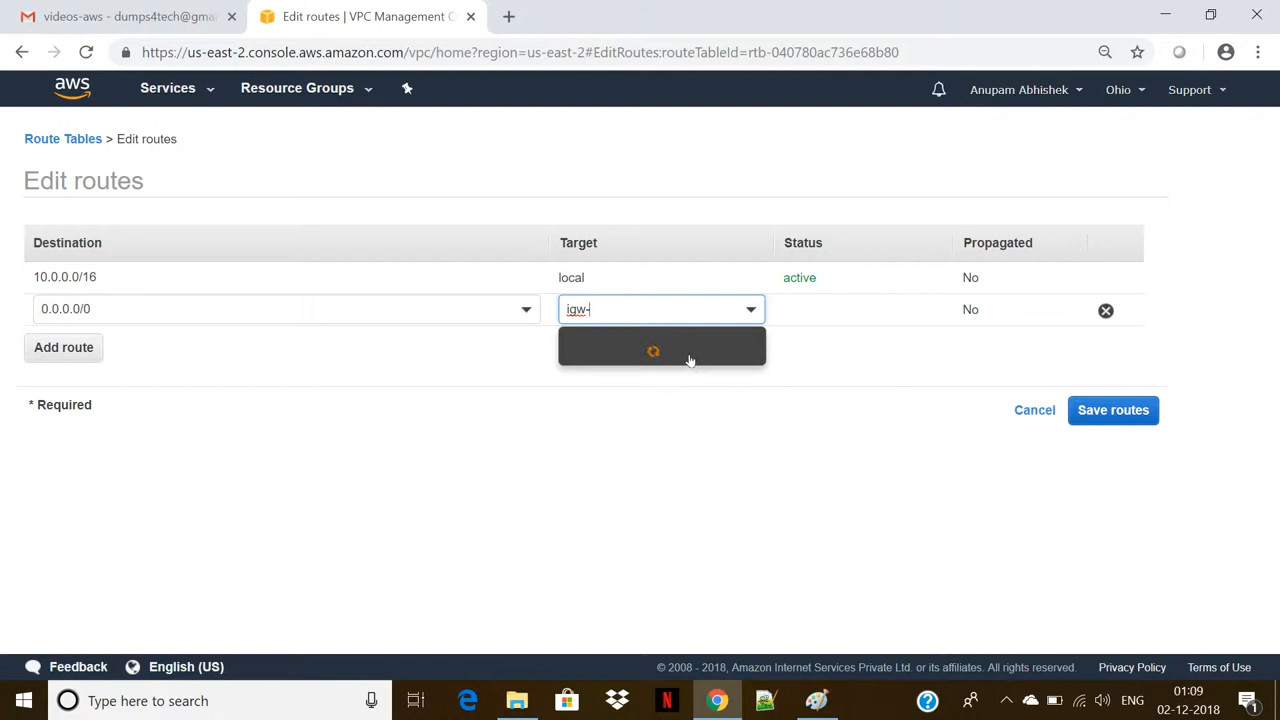 videos-aws - dumps4tech@gmai
Edit routes | VPC Management C
https://us-east-2.console.aws.amazon.com/vpc/home?region=us-east-2#EditRoutes:routeTableId=rtb-040780ac736e68b80
aws Services Resource Groups Anupam Abhishek Ohio Support
Route Tables > Edit routes
Edit routes
Destination Target Status Propagated
10.0.0.0/16 local active No
0.0.0.0/0 igw- No
Add route
* Required Cancel Save routes
Feedback English (US) © 2008 - 2018, Amazon Internet Services Private Ltd. or its affiliates. All rights reserved. Privacy Policy Terms of Use
Type here to search ENG 01:09
02-12-2018